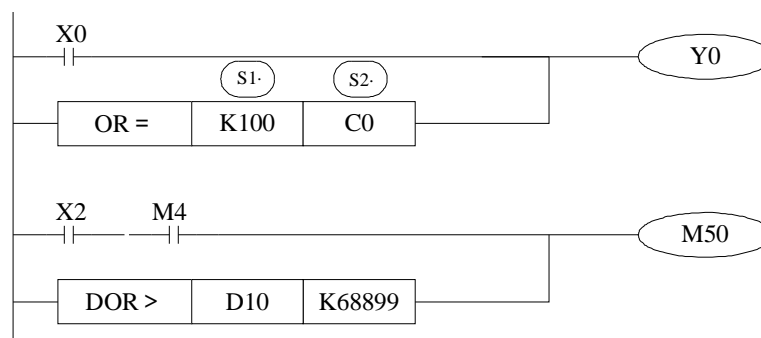 X0
Y0
S1· S2·
OR = K100 C0
X2 M4
M50
DOR > D10 K68899